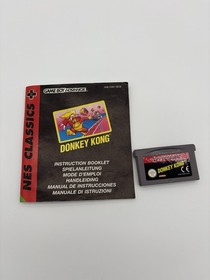 GAME BOY ADVANCE
NES CLASSICS
DONKEY KONG
INSTRUCTION BOOKLET
SPIELANLEITUNG
MODE D'EMPLOI
HANDLEIDING
MANUAL DE INSTRUCCIONES
MANUALE DI ISTRUZIONI
DONKEY KONG
CE